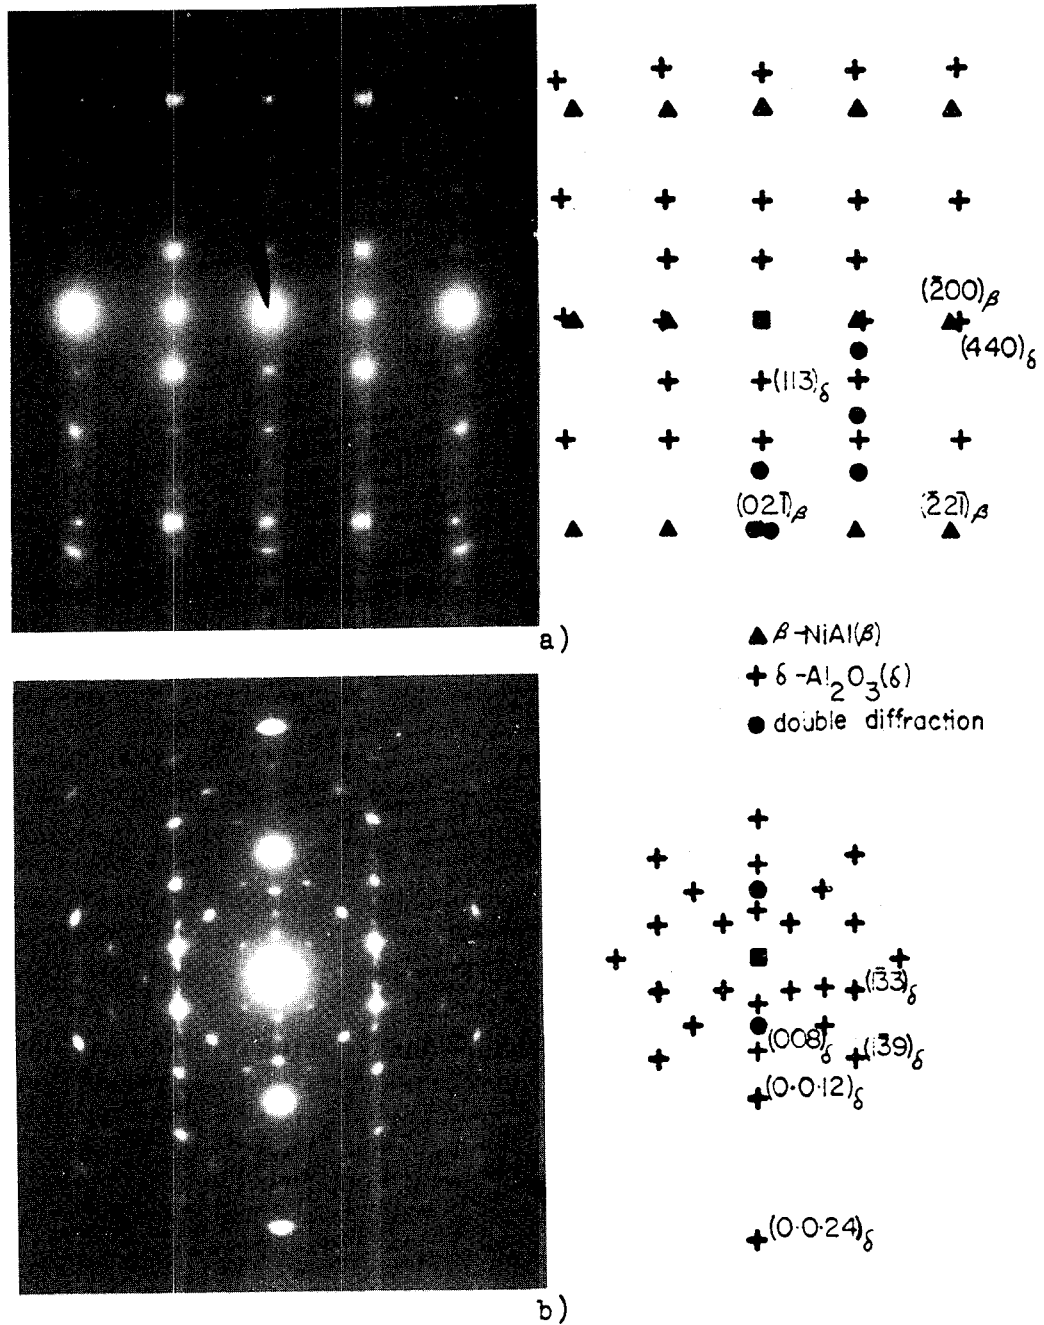 (2̄00)β
(440)δ
(113)δ
(021̄)β
(2̄21̄)β
a)
▲ β-NiAl(β)
+ δ-Al₂O₃(δ)
● double diffraction
(1̄33)δ
(008)δ
(1̄39)δ
(0·0·12)δ
(0·0·24)δ
b)